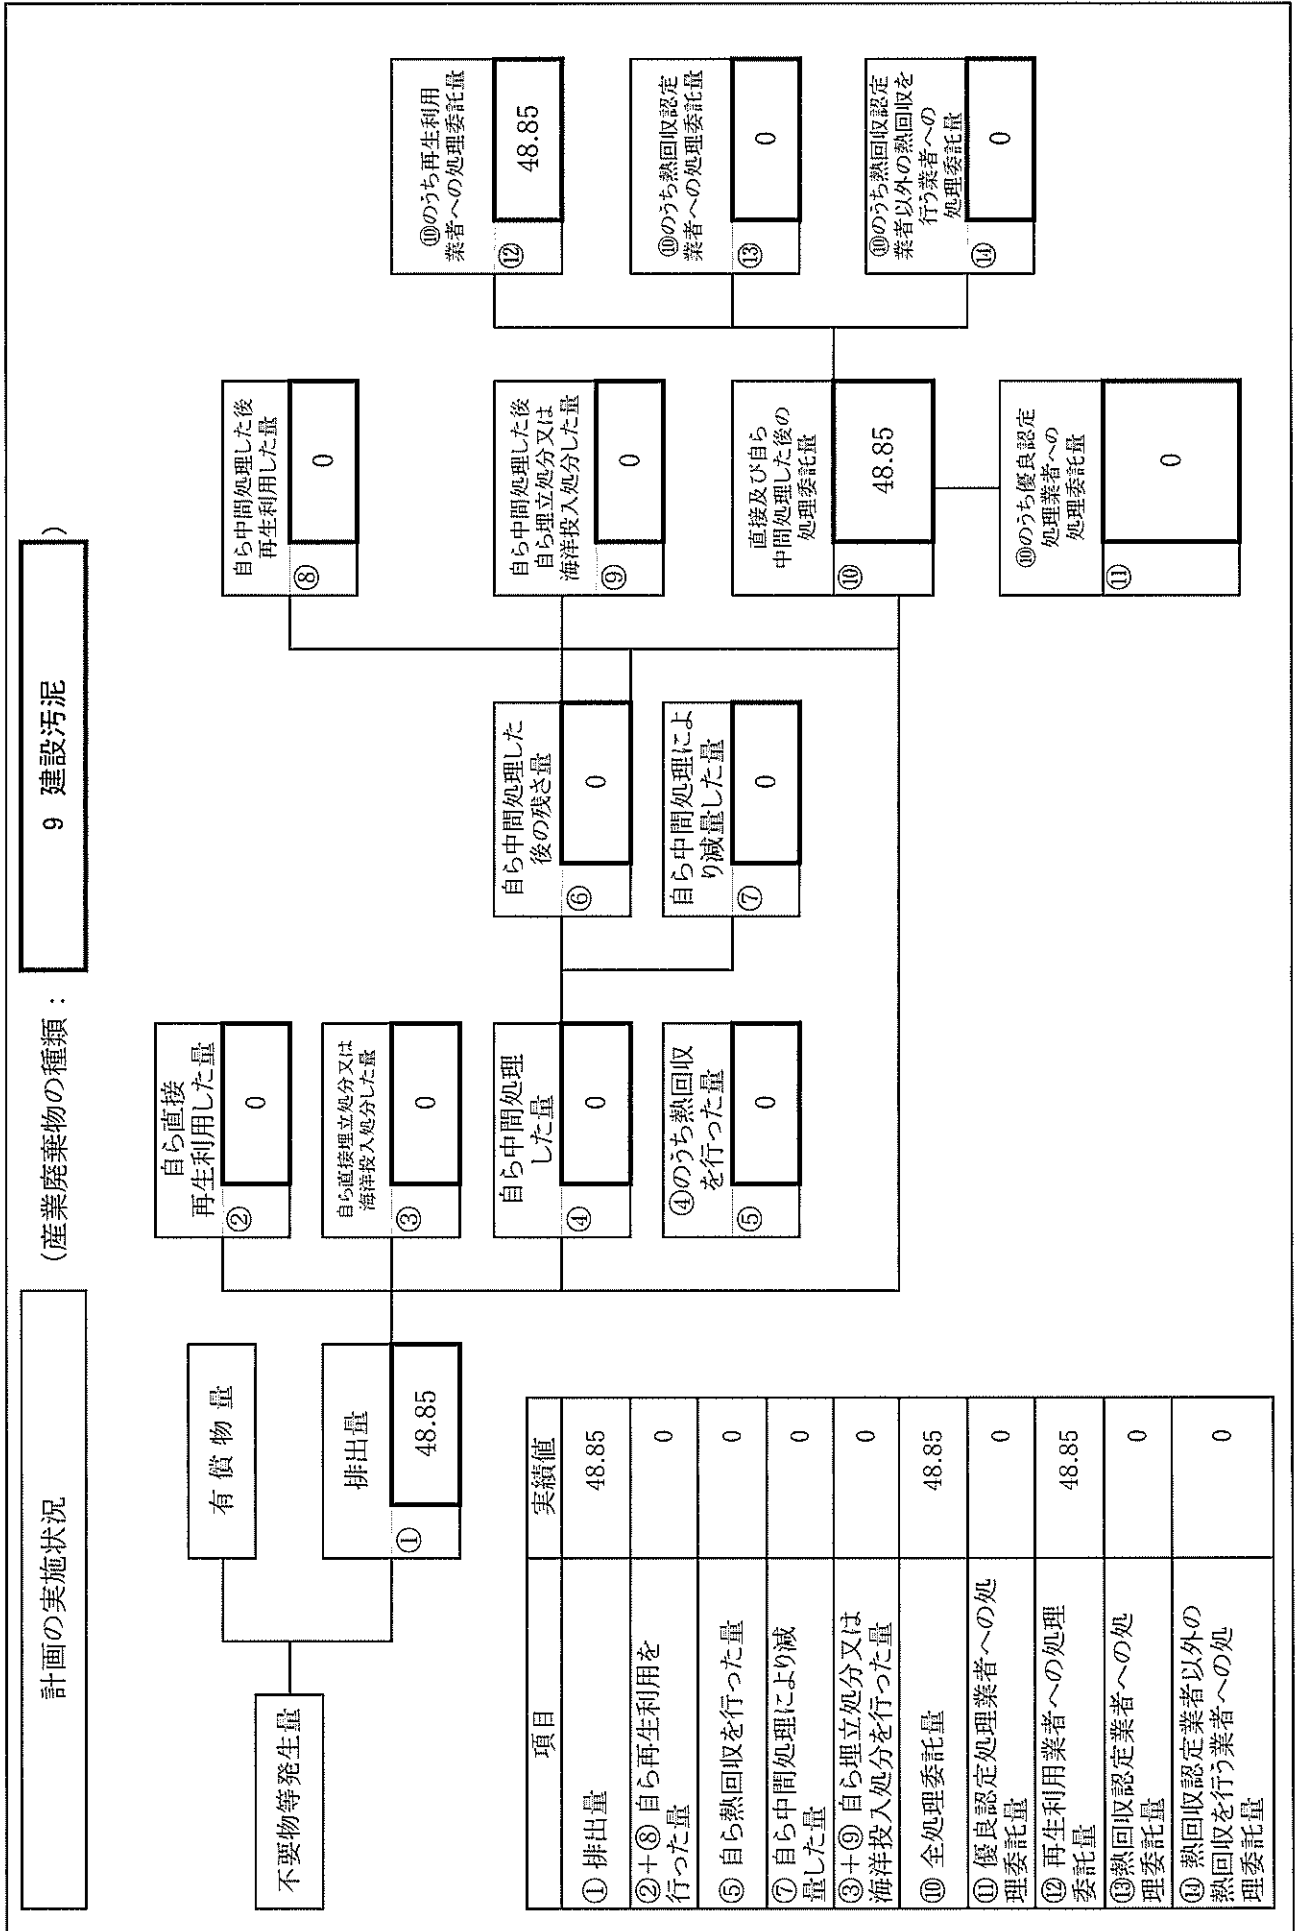 計画の実施状況
(産業廃棄物の種類：
9 建設汚泥
)
不要物等発生量
有償物量
排出量
①
48.85
自ら直接
再生利用した量
②
0
自ら直接埋立処分又は
海洋投入処分した量
③
0
自ら中間処理
した量
④
0
④のうち熱回収
を行った量
⑤
0
自ら中間処理した
後の残さ量
⑥
0
自ら中間処理によ
り減量した量
⑦
0
自ら中間処理した後
再生利用した量
⑧
0
自ら中間処理した後
自ら埋立処分又は
海洋投入処分した量
⑨
0
直接及び自ら
中間処理した後の
処理委託量
⑩
48.85
⑩のうち優良認定
処理業者への
処理委託量
⑪
0
⑩のうち再生利用
業者への処理委託量
⑫
48.85
⑩のうち熱回収認定
業者への処理委託量
⑬
0
⑩のうち熱回収認定
業者以外の熱回収を
行う業者への
処理委託量
⑭
0
項目 実績値
① 排出量 48.85
②＋⑧ 自ら再生利用を
行った量 0
⑤ 自ら熱回収を行った量 0
⑦ 自ら中間処理により減
量した量 0
③＋⑨ 自ら埋立処分又は
海洋投入処分を行った量 0
⑩ 全処理委託量 48.85
⑪ 優良認定処理業者への処
理委託量 0
⑫ 再生利用業者への処理
委託量 48.85
⑬熱回収認定業者への処
理委託量 0
⑭ 熱回収認定業者以外の
熱回収を行う業者への処
理委託量 0